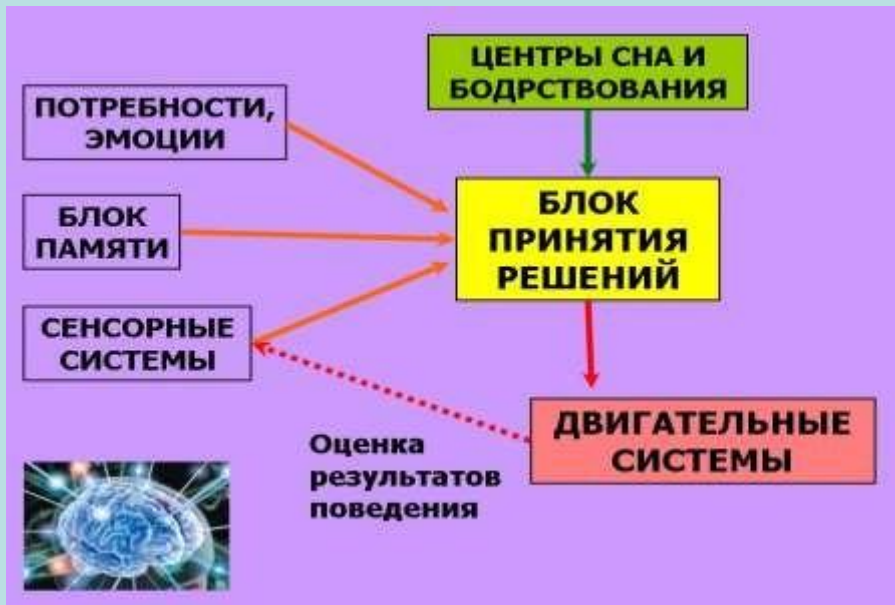 ЦЕНТРЫ СНА И
БОДРСТВОВАНИЯ
ПОТРЕБНОСТИ,
ЭМОЦИИ
БЛОК
ПАМЯТИ
БЛОК
ПРИНЯТИЯ
РЕШЕНИЙ
СЕНСОРНЫЕ
СИСТЕМЫ
ДВИГАТЕЛЬНЫЕ
СИСТЕМЫ
Оценка
результатов
поведения